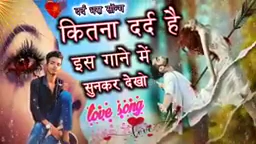 दर्द भरा सॉन्ग
कितना दर्द है
इस गाने में
सुनकर देखो
love song